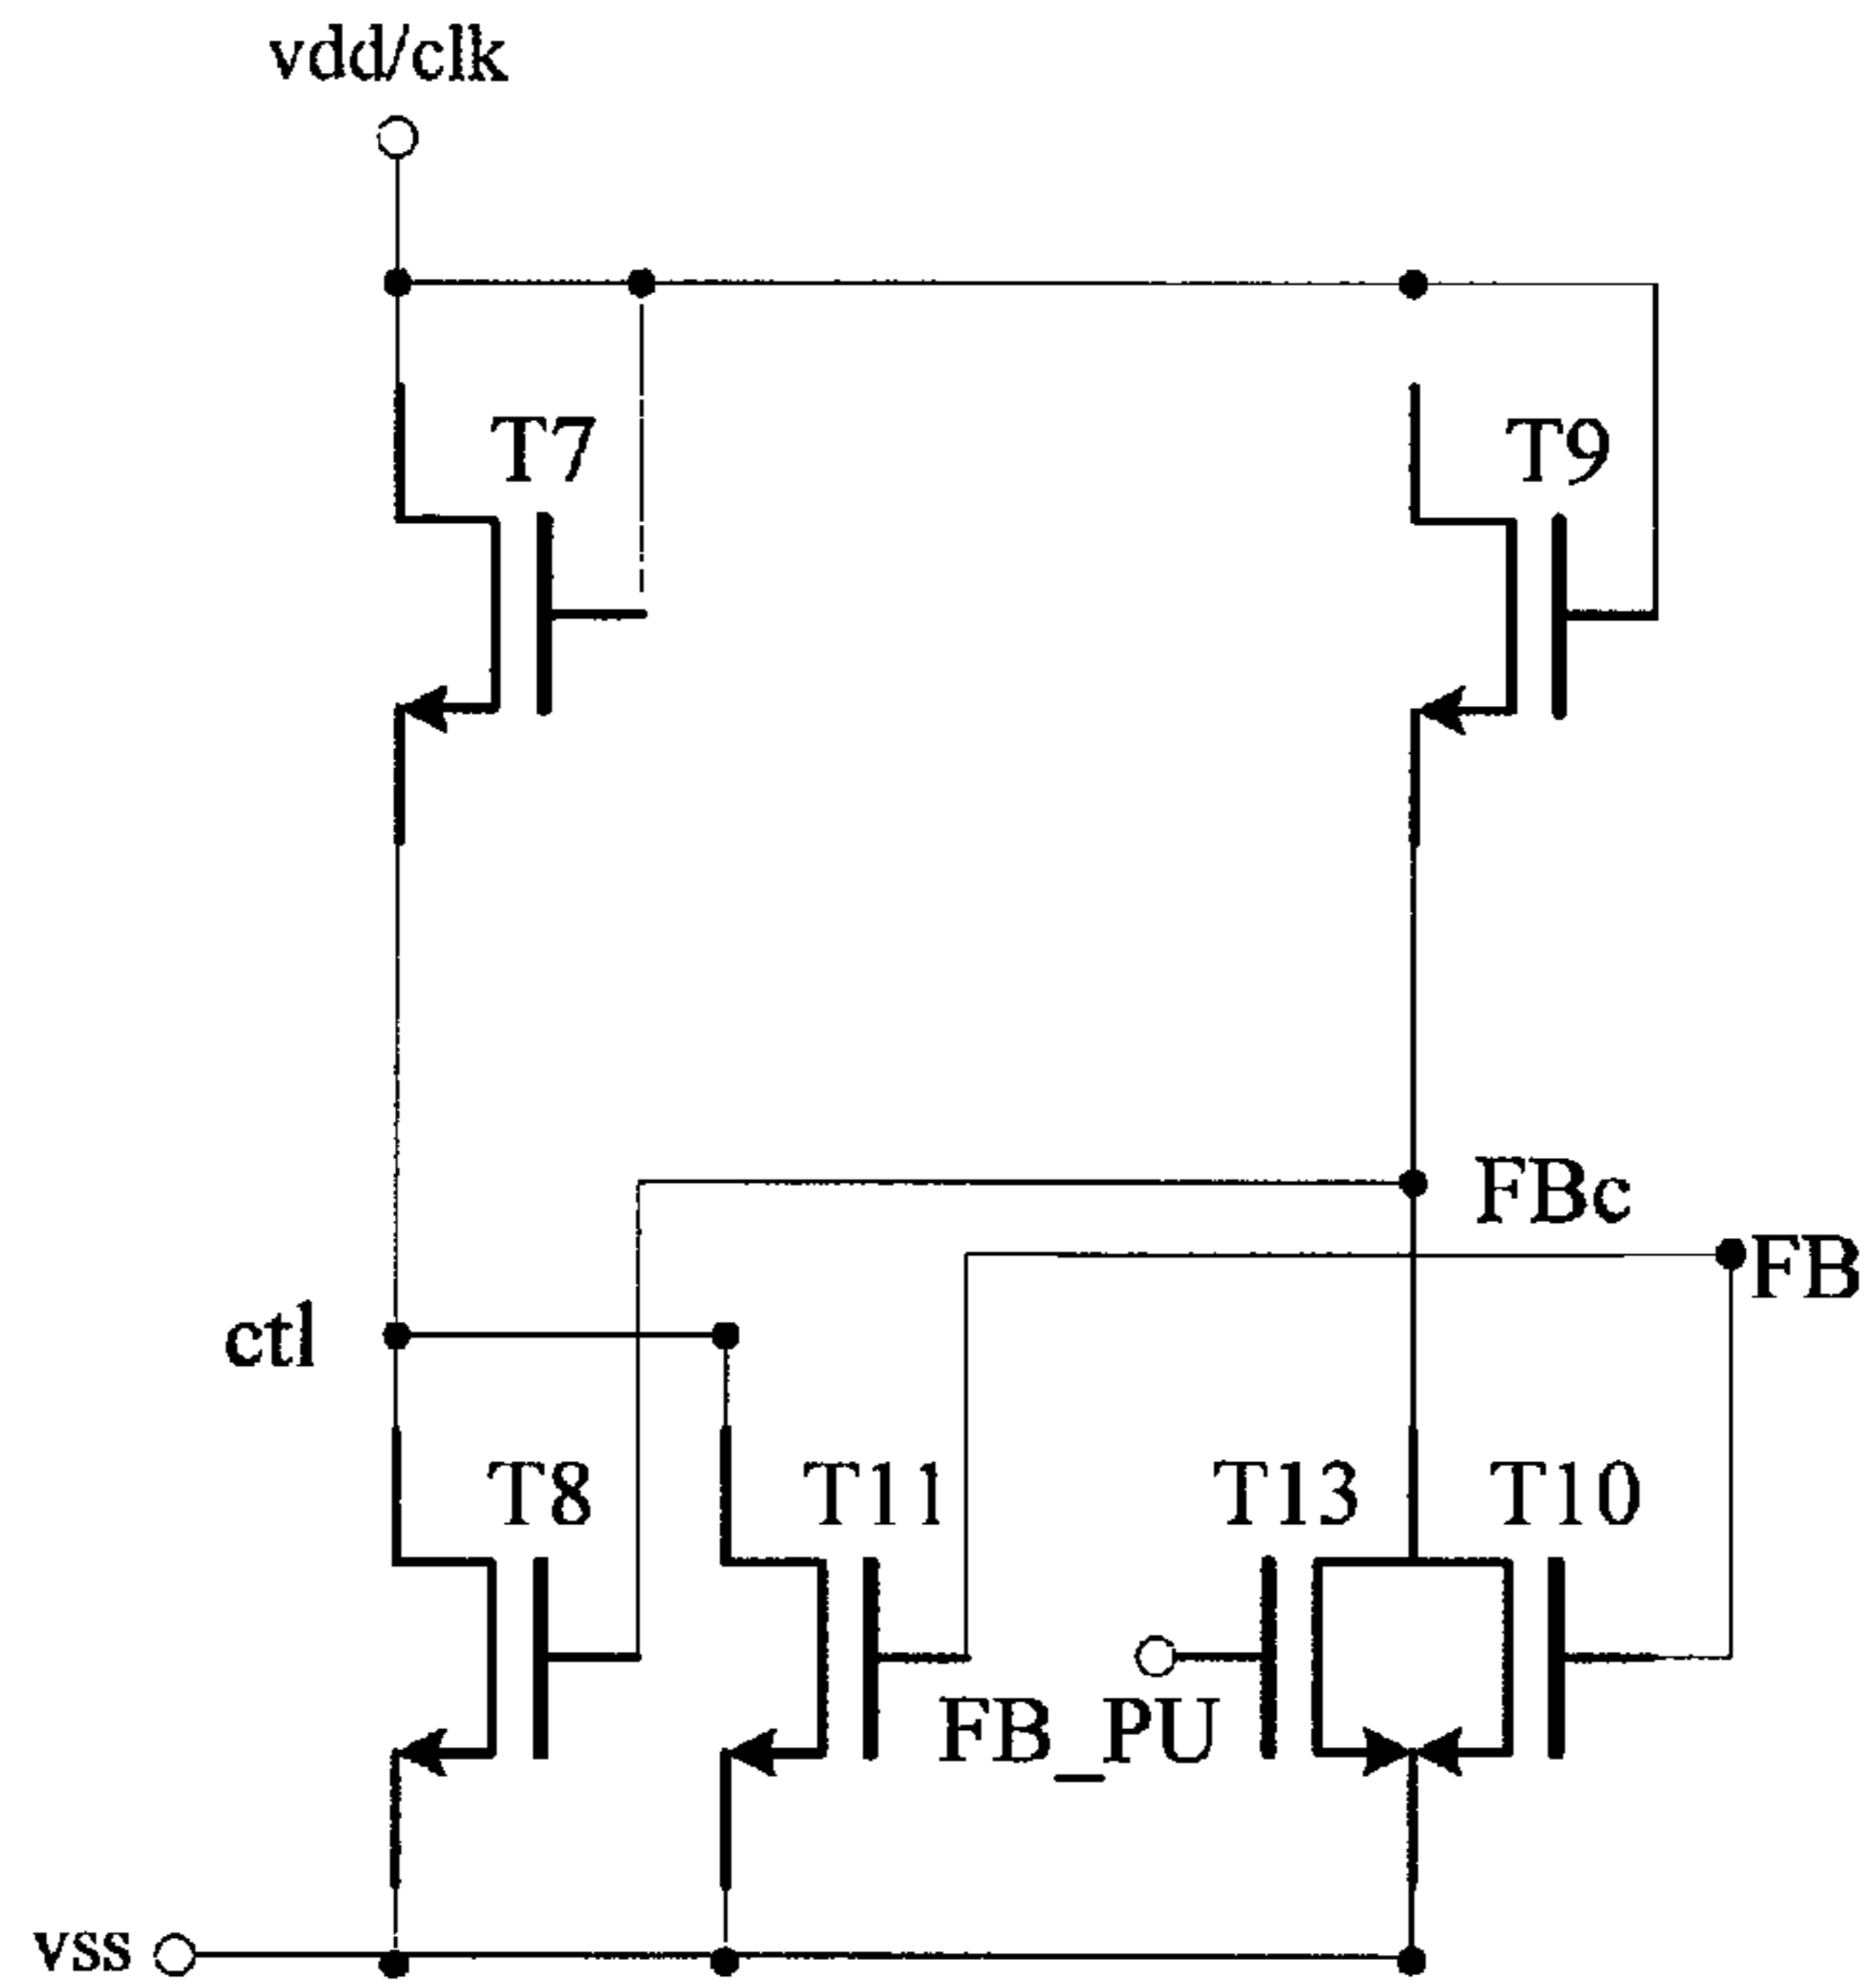 vdd/clk
T7
T9
FBc
FB
ctl
T8
T11
T13
T10
FB_PU
vss